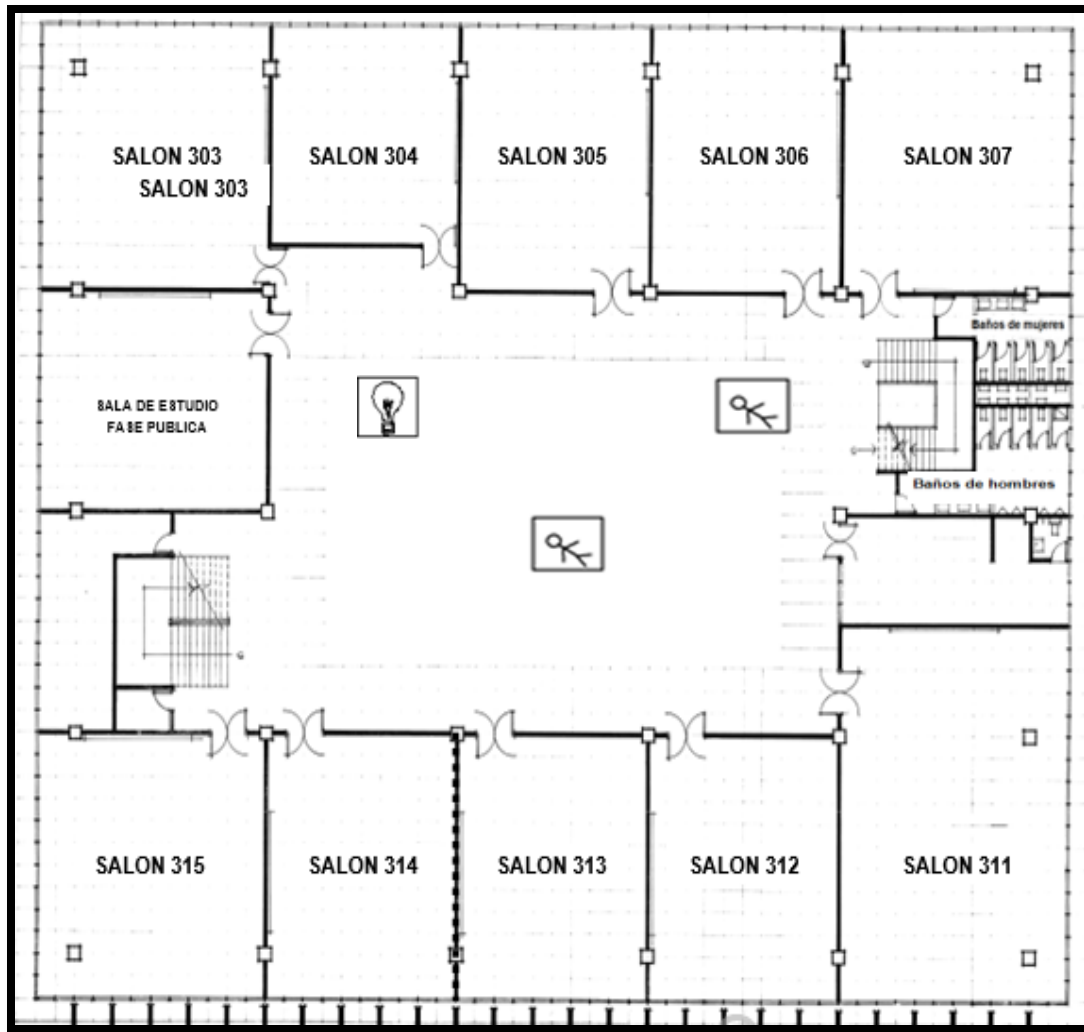 SALON 303
SALON 303
SALON 304
SALON 305
SALON 306
SALON 307
Baños de mujeres
SALA DE ESTUDIO
FASE PUBLICA
Baños de hombres
SALON 315
SALON 314
SALON 313
SALON 312
SALON 311